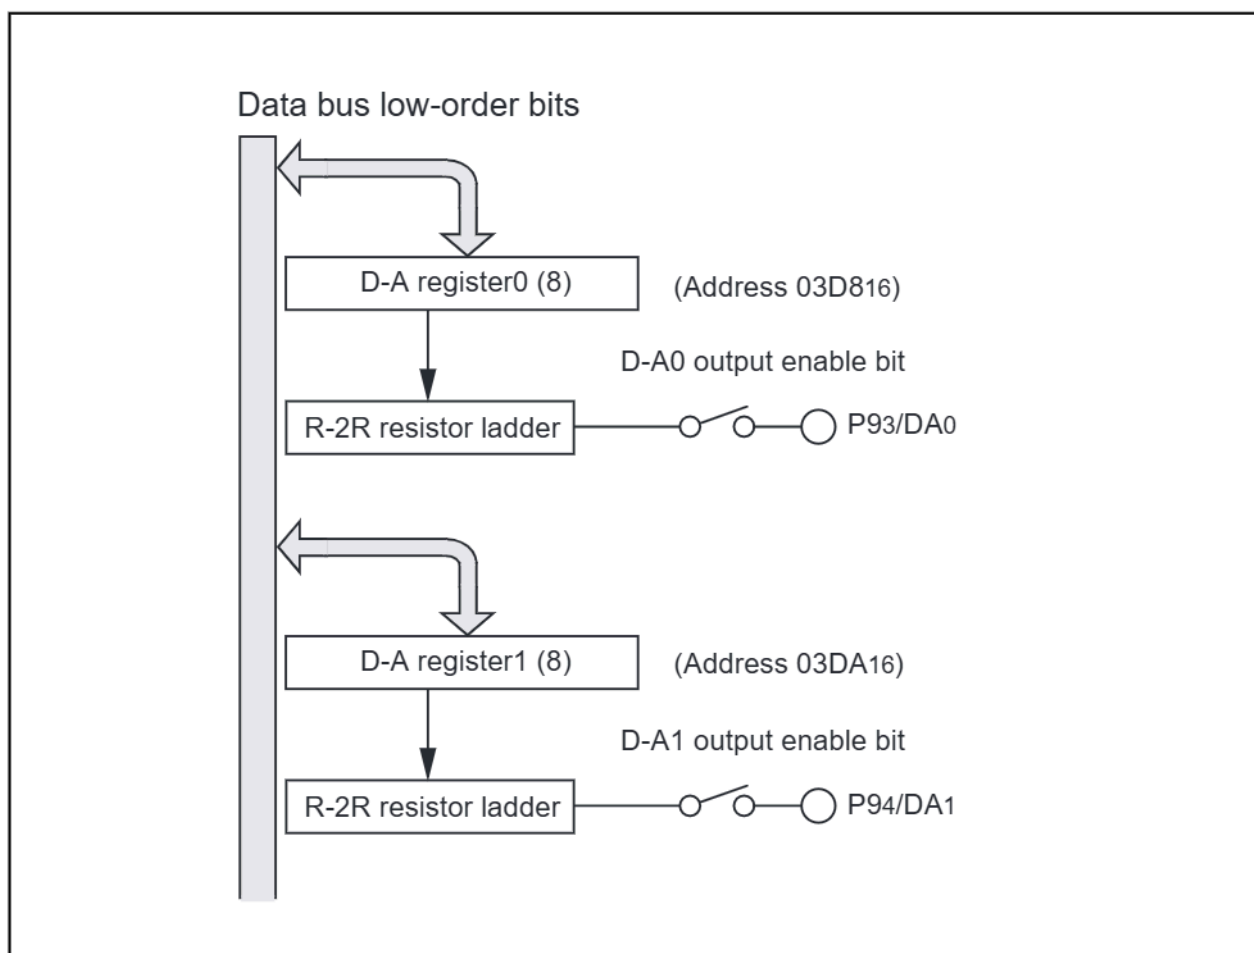 Data bus low-order bits
D-A register0 (8)
(Address 03D816)
D-A0 output enable bit
R-2R resistor ladder
P93/DA0
D-A register1 (8)
(Address 03DA16)
D-A1 output enable bit
R-2R resistor ladder
P94/DA1